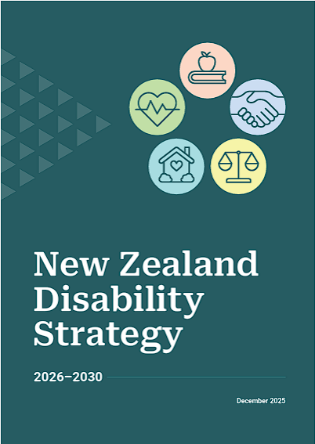 New Zealand
Disability
Strategy
2026–2030
December 2025